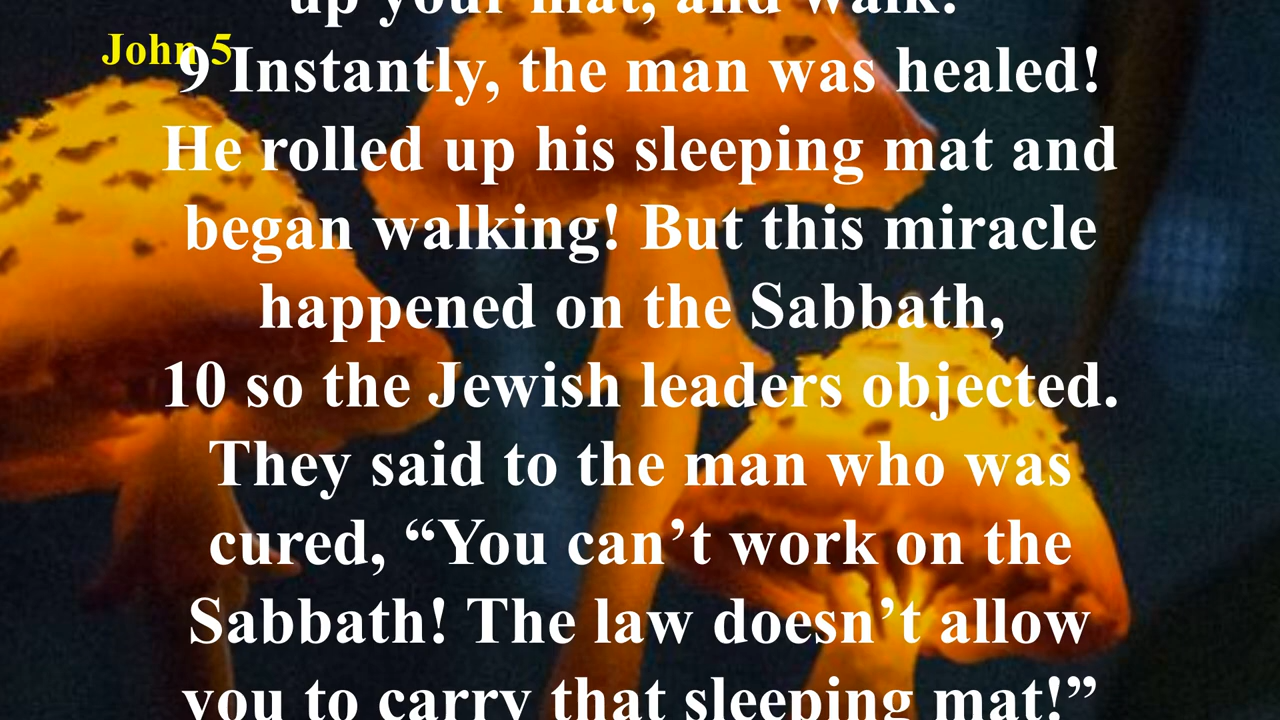 up your mat, and walk!”
John 5
9 Instantly, the man was healed!
He rolled up his sleeping mat and
began walking! But this miracle
happened on the Sabbath,
10 so the Jewish leaders objected.
They said to the man who was
cured, “You can’t work on the
Sabbath! The law doesn’t allow
you to carry that sleeping mat!”